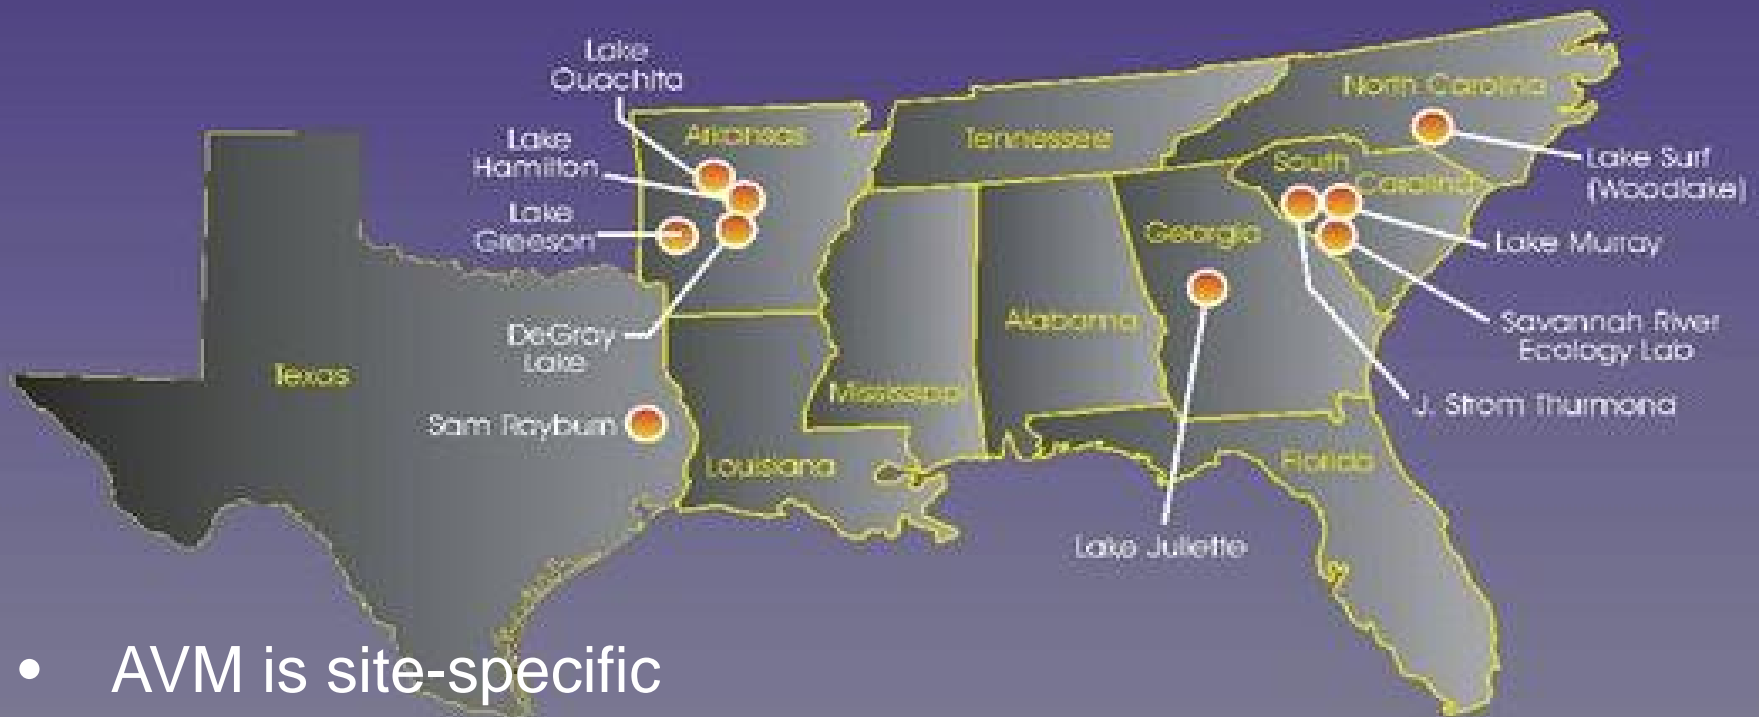 Lake
Ouachita
North Carolina
Arkansas
Tennessee
Lake
Hamilton
South
Carolina
Lake Surf
(Woodlake)
Lake
Greeson
Georgia
Lake Murray
DeGray
Lake
Alabama
Savannah River
Ecology Lab
Texas
Mississippi
J. Strom Thurmond
Sam Rayburn
Louisiana
Florida
Lake Juliette
• AVM is site-specific